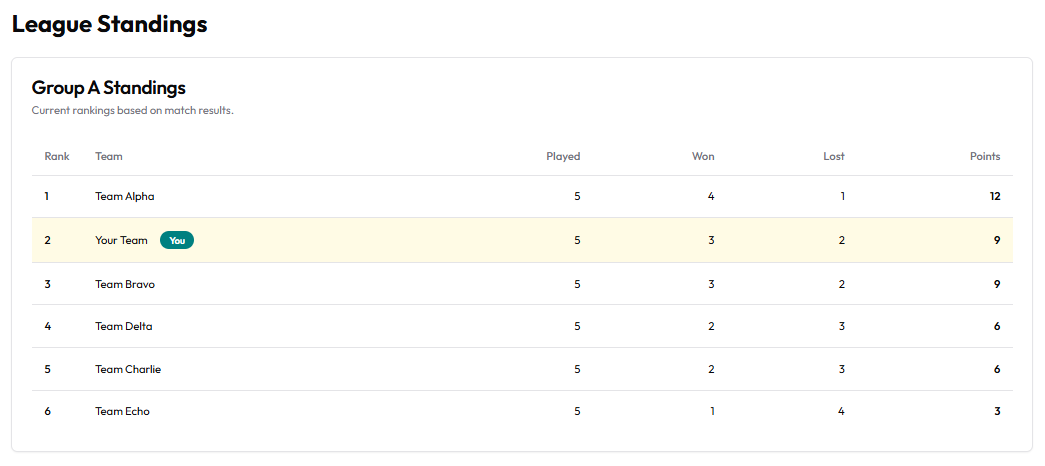 League Standings
Group A Standings
Current rankings based on match results.
Rank Team Played Won Lost Points
1 Team Alpha 5 4 1 12
2 Your Team You 5 3 2 9
3 Team Bravo 5 3 2 9
4 Team Delta 5 2 3 6
5 Team Charlie 5 2 3 6
6 Team Echo 5 1 4 3